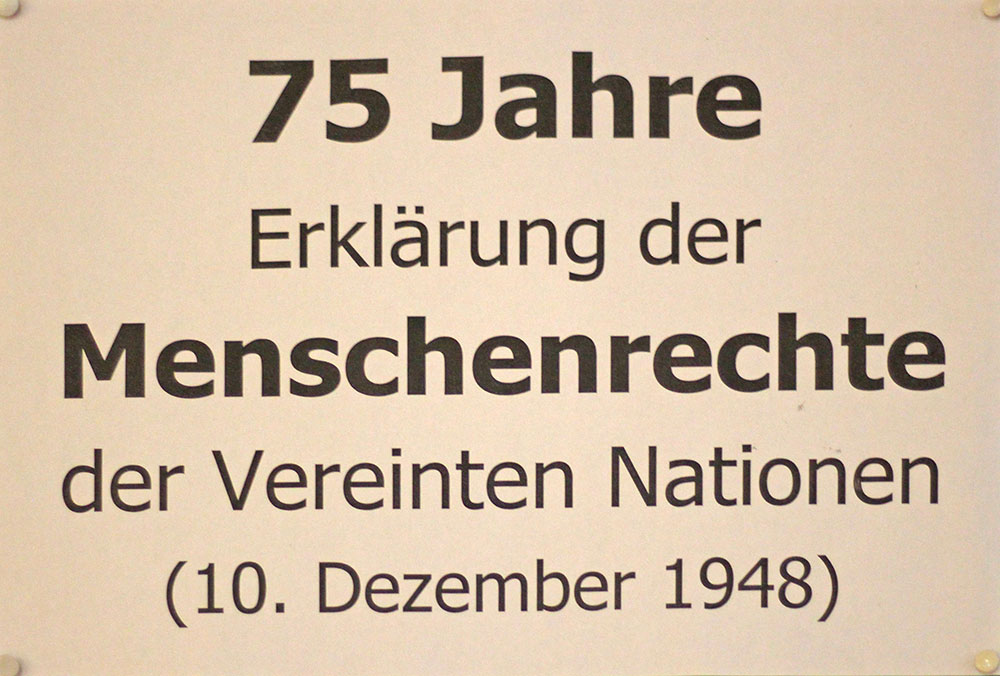 75 Jahre
Erklärung der
Menschenrechte
der Vereinten Nationen
(10. Dezember 1948)